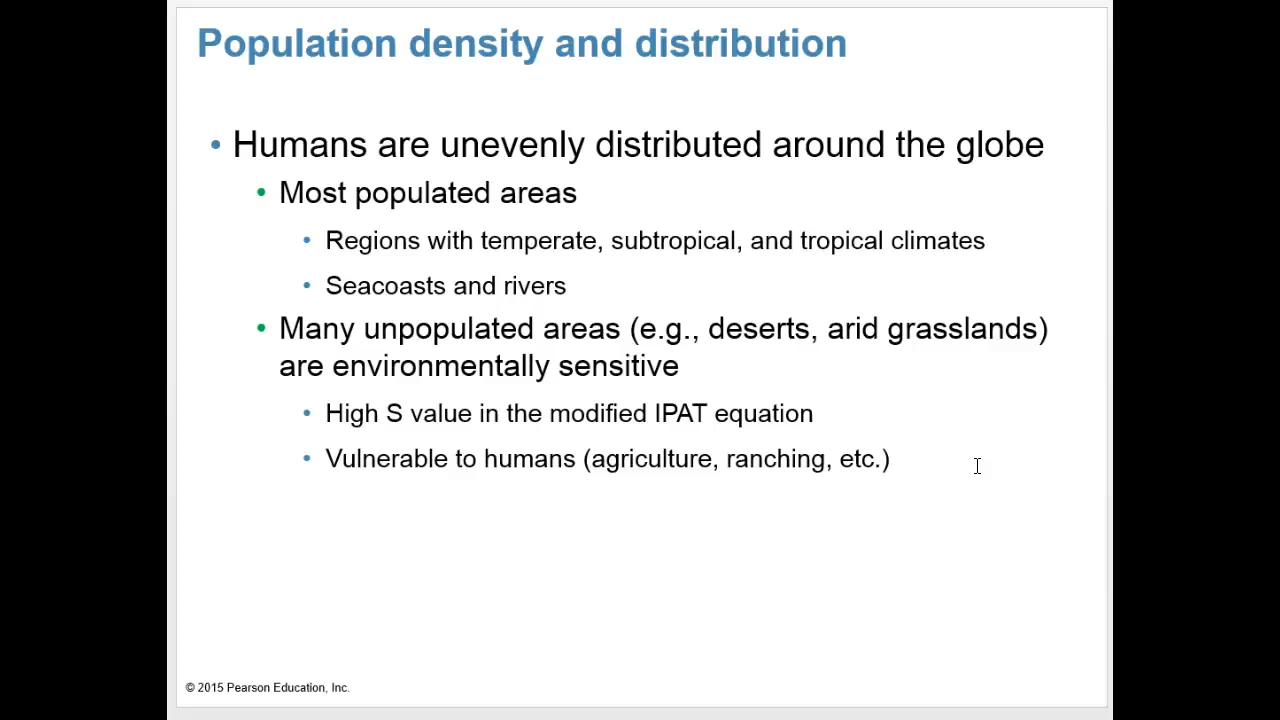 Population density and distribution
• Humans are unevenly distributed around the globe
• Most populated areas
• Regions with temperate, subtropical, and tropical climates
• Seacoasts and rivers
• Many unpopulated areas (e.g., deserts, arid grasslands)
are environmentally sensitive
• High S value in the modified IPAT equation
• Vulnerable to humans (agriculture, ranching, etc.)
© 2015 Pearson Education, Inc.